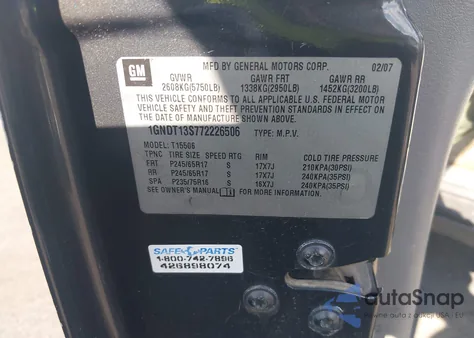 GM
MFD BY GENERAL MOTORS CORP. 02/07
GVWR GAWR FRT GAWR RR
2608KG(5750LB) 1338KG(2950LB) 1452KG(3200LB)
THIS VEHICLE CONFORMS TO ALL APPLICABLE U.S. FEDERAL MOTOR
VEHICLE SAFETY AND THEFT PREVENTION STANDARDS IN EFFECT ON
THE DATE OF MANUFACTURE SHOWN ABOVE.
1GNDT13S772226506 TYPE: M.P.V.
MODEL: T15506
TPNC TIRE SIZE SPEED RTG RIM COLD TIRE PRESSURE
FRT P245/65R17 S 17X7J 210KPA(30PSI)
RR P245/65R17 S 17X7J 240KPA(35PSI)
SPA P235/75R16 S 16X7J 240KPA(35PSI)
SEE OWNER'S MANUAL FOR MORE INFORMATION.
SAFE PARTS
1-800-742-7896
426898074
autoSnap